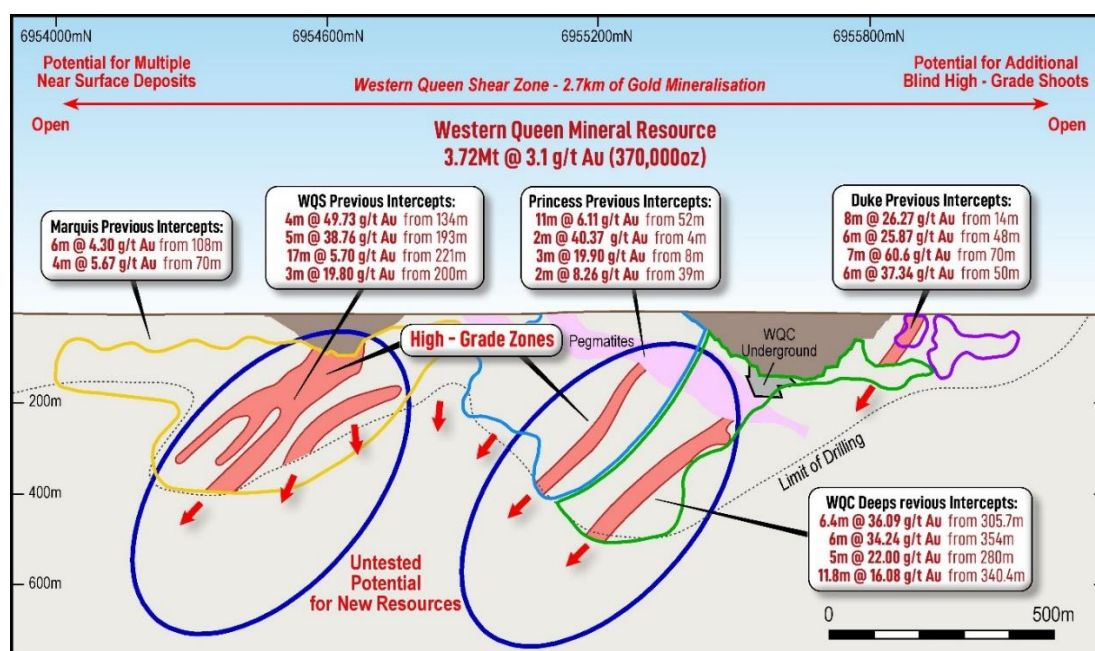 6954000mN
6954600mN
6955200mN
6955800mN
Potential for Multiple
Near Surface Deposits
Potential for Additional
Blind High - Grade Shoots
Western Queen Shear Zone - 2.7km of Gold Mineralisation
Open
Open
Western Queen Mineral Resource
3.72Mt @ 3.1 g/t Au (370,000oz)
Marquis Previous Intercepts:
6m @ 4.30 g/t Au from 108m
4m @ 5.67 g/t Au from 70m
WQS Previous Intercepts:
4m @ 49.73 g/t Au from 134m
5m @ 38.76 g/t Au from 193m
17m @ 5.70 g/t Au from 221m
3m @ 19.80 g/t Au from 200m
Princess Previous Intercepts:
11m @ 6.11 g/t Au from 52m
2m @ 40.37 g/t Au from 4m
3m @ 19.90 g/t Au from 8m
2m @ 8.26 g/t Au from 39m
Duke Previous Intercepts:
8m @ 26.27 g/t Au from 14m
6m @ 25.87 g/t Au from 48m
7m @ 60.6 g/t Au from 70m
6m @ 37.34 g/t Au from 50m
High - Grade Zones
Pegmatites
WQC
Underground
200m
400m
600m
Limit of Drilling
WQC Deeps revious Intercepts:
6.4m @ 36.09 g/t Au from 305.7m
6m @ 34.24 g/t Au from 354m
5m @ 22.00 g/t Au from 280m
11.8m @ 16.08 g/t Au from 340.4m
Untested
Potential
for New Resources
0
500m